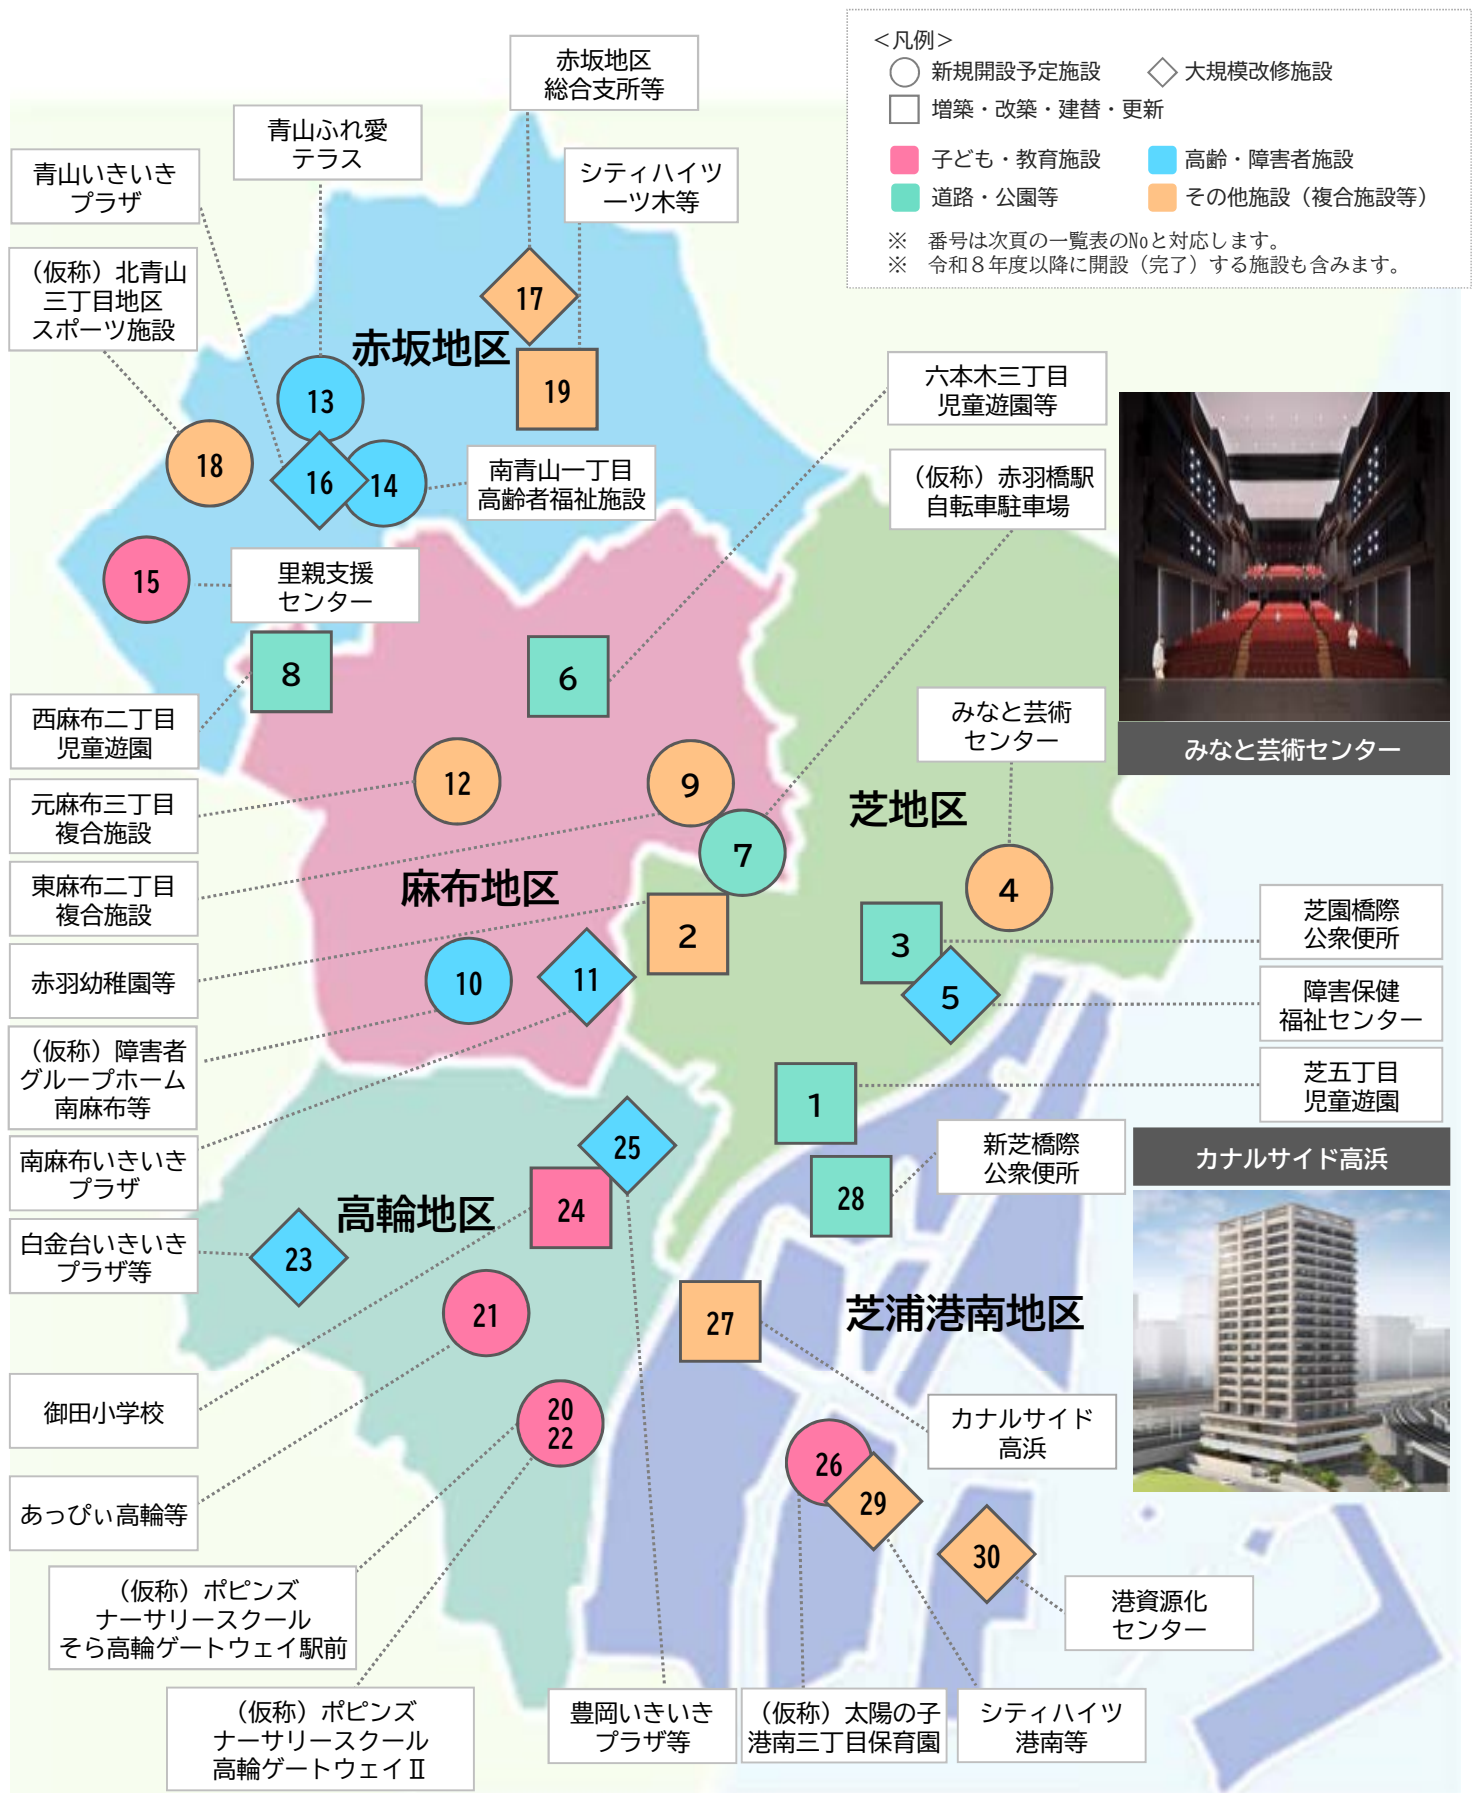 ＜凡例＞
新規開設予定施設
大規模改修施設
増築・改築・建替・更新
子ども・教育施設
高齢・障害者施設
道路・公園等
その他施設（複合施設等）
※　番号は次頁の一覧表のNoと対応します。
※　令和８年度以降に開設（完了）する施設も含みます。
赤坂地区
総合支所等
青山ふれ愛
テラス
シティハイツ
一ツ木等
青山いきいき
プラザ
（仮称）北青山
三丁目地区
スポーツ施設
17
赤坂地区
19
13
18
16
14
南青山一丁目
高齢者福祉施設
15
里親支援
センター
六本木三丁目
児童遊園等
（仮称）赤羽橋駅
自転車駐車場
8
6
西麻布二丁目
児童遊園
みなと芸術
センター
みなと芸術センター
元麻布三丁目
複合施設
12
9
7
芝地区
4
東麻布二丁目
複合施設
麻布地区
2
3
芝園橋際
公衆便所
赤羽幼稚園等
10
11
5
障害保健
福祉センター
（仮称）障害者
グループホーム
南麻布等
1
芝五丁目
児童遊園
南麻布いきいき
プラザ
25
新芝橋際
公衆便所
カナルサイド高浜
24
28
高輪地区
白金台いきいき
プラザ等
23
21
27
芝浦港南地区
御田小学校
20
22
カナルサイド
高浜
26
29
あっぴぃ高輪等
30
（仮称）ポピンズ
ナーサリースクール
そら高輪ゲートウェイ駅前
港資源化
センター
（仮称）ポピンズ
ナーサリースクール
高輪ゲートウェイⅡ
豊岡いきいき
プラザ等
（仮称）太陽の子
港南三丁目保育園
シティハイツ
港南等